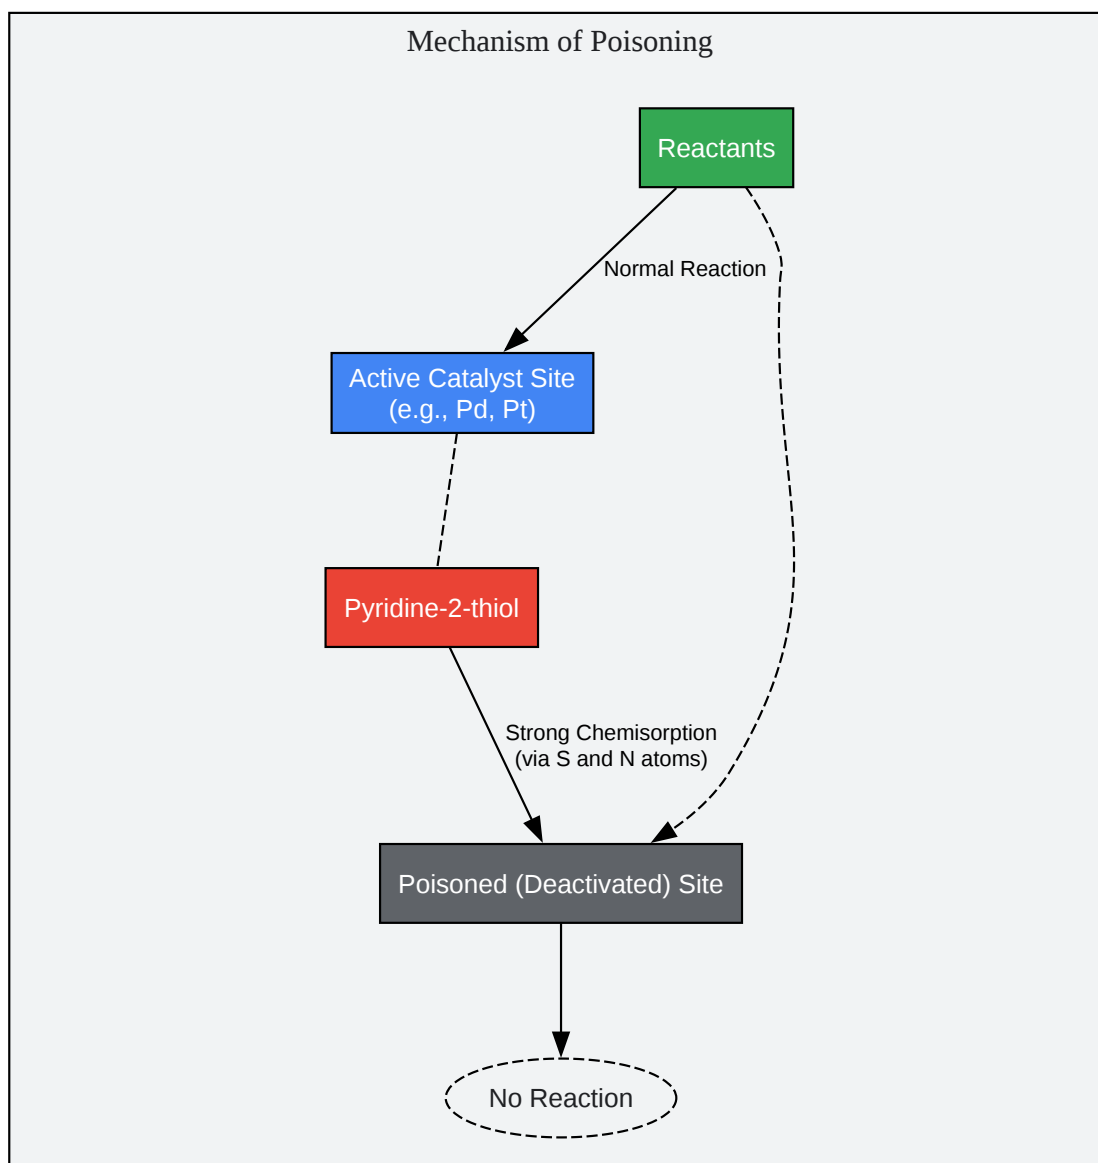 Mechanism of Poisoning
Reactants
Normal Reaction
Active Catalyst Site
(e.g., Pd, Pt)
Pyridine-2-thiol
Strong Chemisorption
(via S and N atoms)
Poisoned (Deactivated) Site
No Reaction